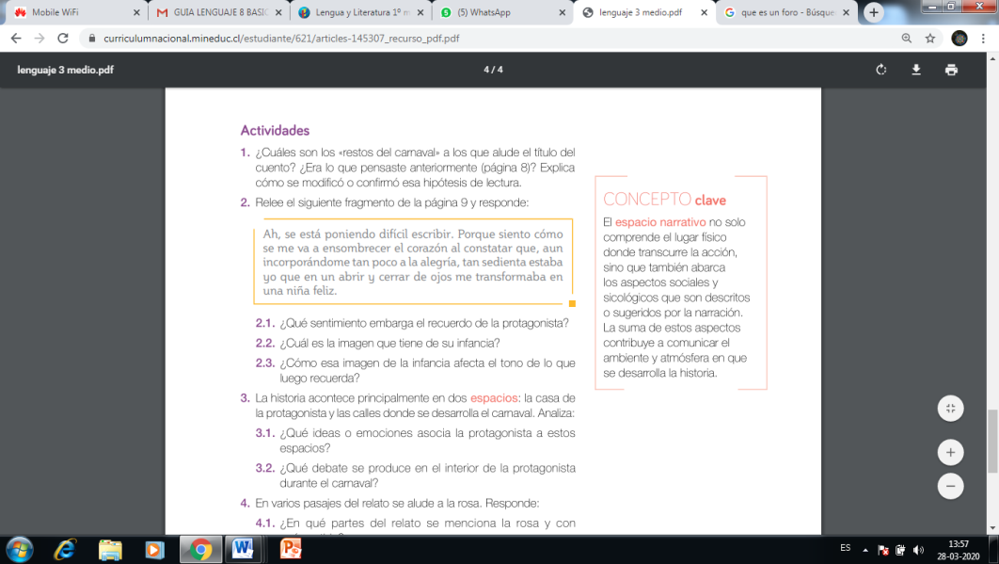 Mobile WiFi
GUIA LENGUAJE 8 BASIC
Lengua y Literatura 1º m
(5) WhatsApp
lenguaje 3 medio.pdf
que es un foro - Búsque
curriculumnacional.mineduc.cl/estudiante/621/articles-145307_recurso_pdf.pdf
lenguaje 3 medio.pdf
4 / 4
Actividades
1. ¿Cuáles son los «restos del carnaval» a los que alude el título del
cuento? ¿Era lo que pensaste anteriormente (página 8)? Explica
cómo se modificó o confirmó esa hipótesis de lectura.
2. Relee el siguiente fragmento de la página 9 y responde:
Ah, se está poniendo difícil escribir. Porque siento cómo
se me va a ensombrecer el corazón al constatar que, aun
incorporándome tan poco a la alegría, tan sedienta estaba
yo que en un abrir y cerrar de ojos me transformaba en
una niña feliz.
2.1. ¿Qué sentimiento embarga el recuerdo de la protagonista?
2.2. ¿Cuál es la imagen que tiene de su infancia?
2.3. ¿Cómo esa imagen de la infancia afecta el tono de lo que
luego recuerda?
3. La historia acontece principalmente en dos espacios: la casa de
la protagonista y las calles donde se desarrolla el carnaval. Analiza:
3.1. ¿Qué ideas o emociones asocia la protagonista a estos
espacios?
3.2. ¿Qué debate se produce en el interior de la protagonista
durante el carnaval?
4. En varios pasajes del relato se alude a la rosa. Responde:
4.1. ¿En qué partes del relato se menciona la rosa y con
CONCEPTO clave
El espacio narrativo no solo
comprende el lugar físico
donde transcurre la acción,
sino que también abarca
los aspectos sociales y
sicológicos que son descritos
o sugeridos por la narración.
La suma de estos aspectos
contribuye a comunicar el
ambiente y atmósfera en que
se desarrolla la historia.
ES
13:57
28-03-2020